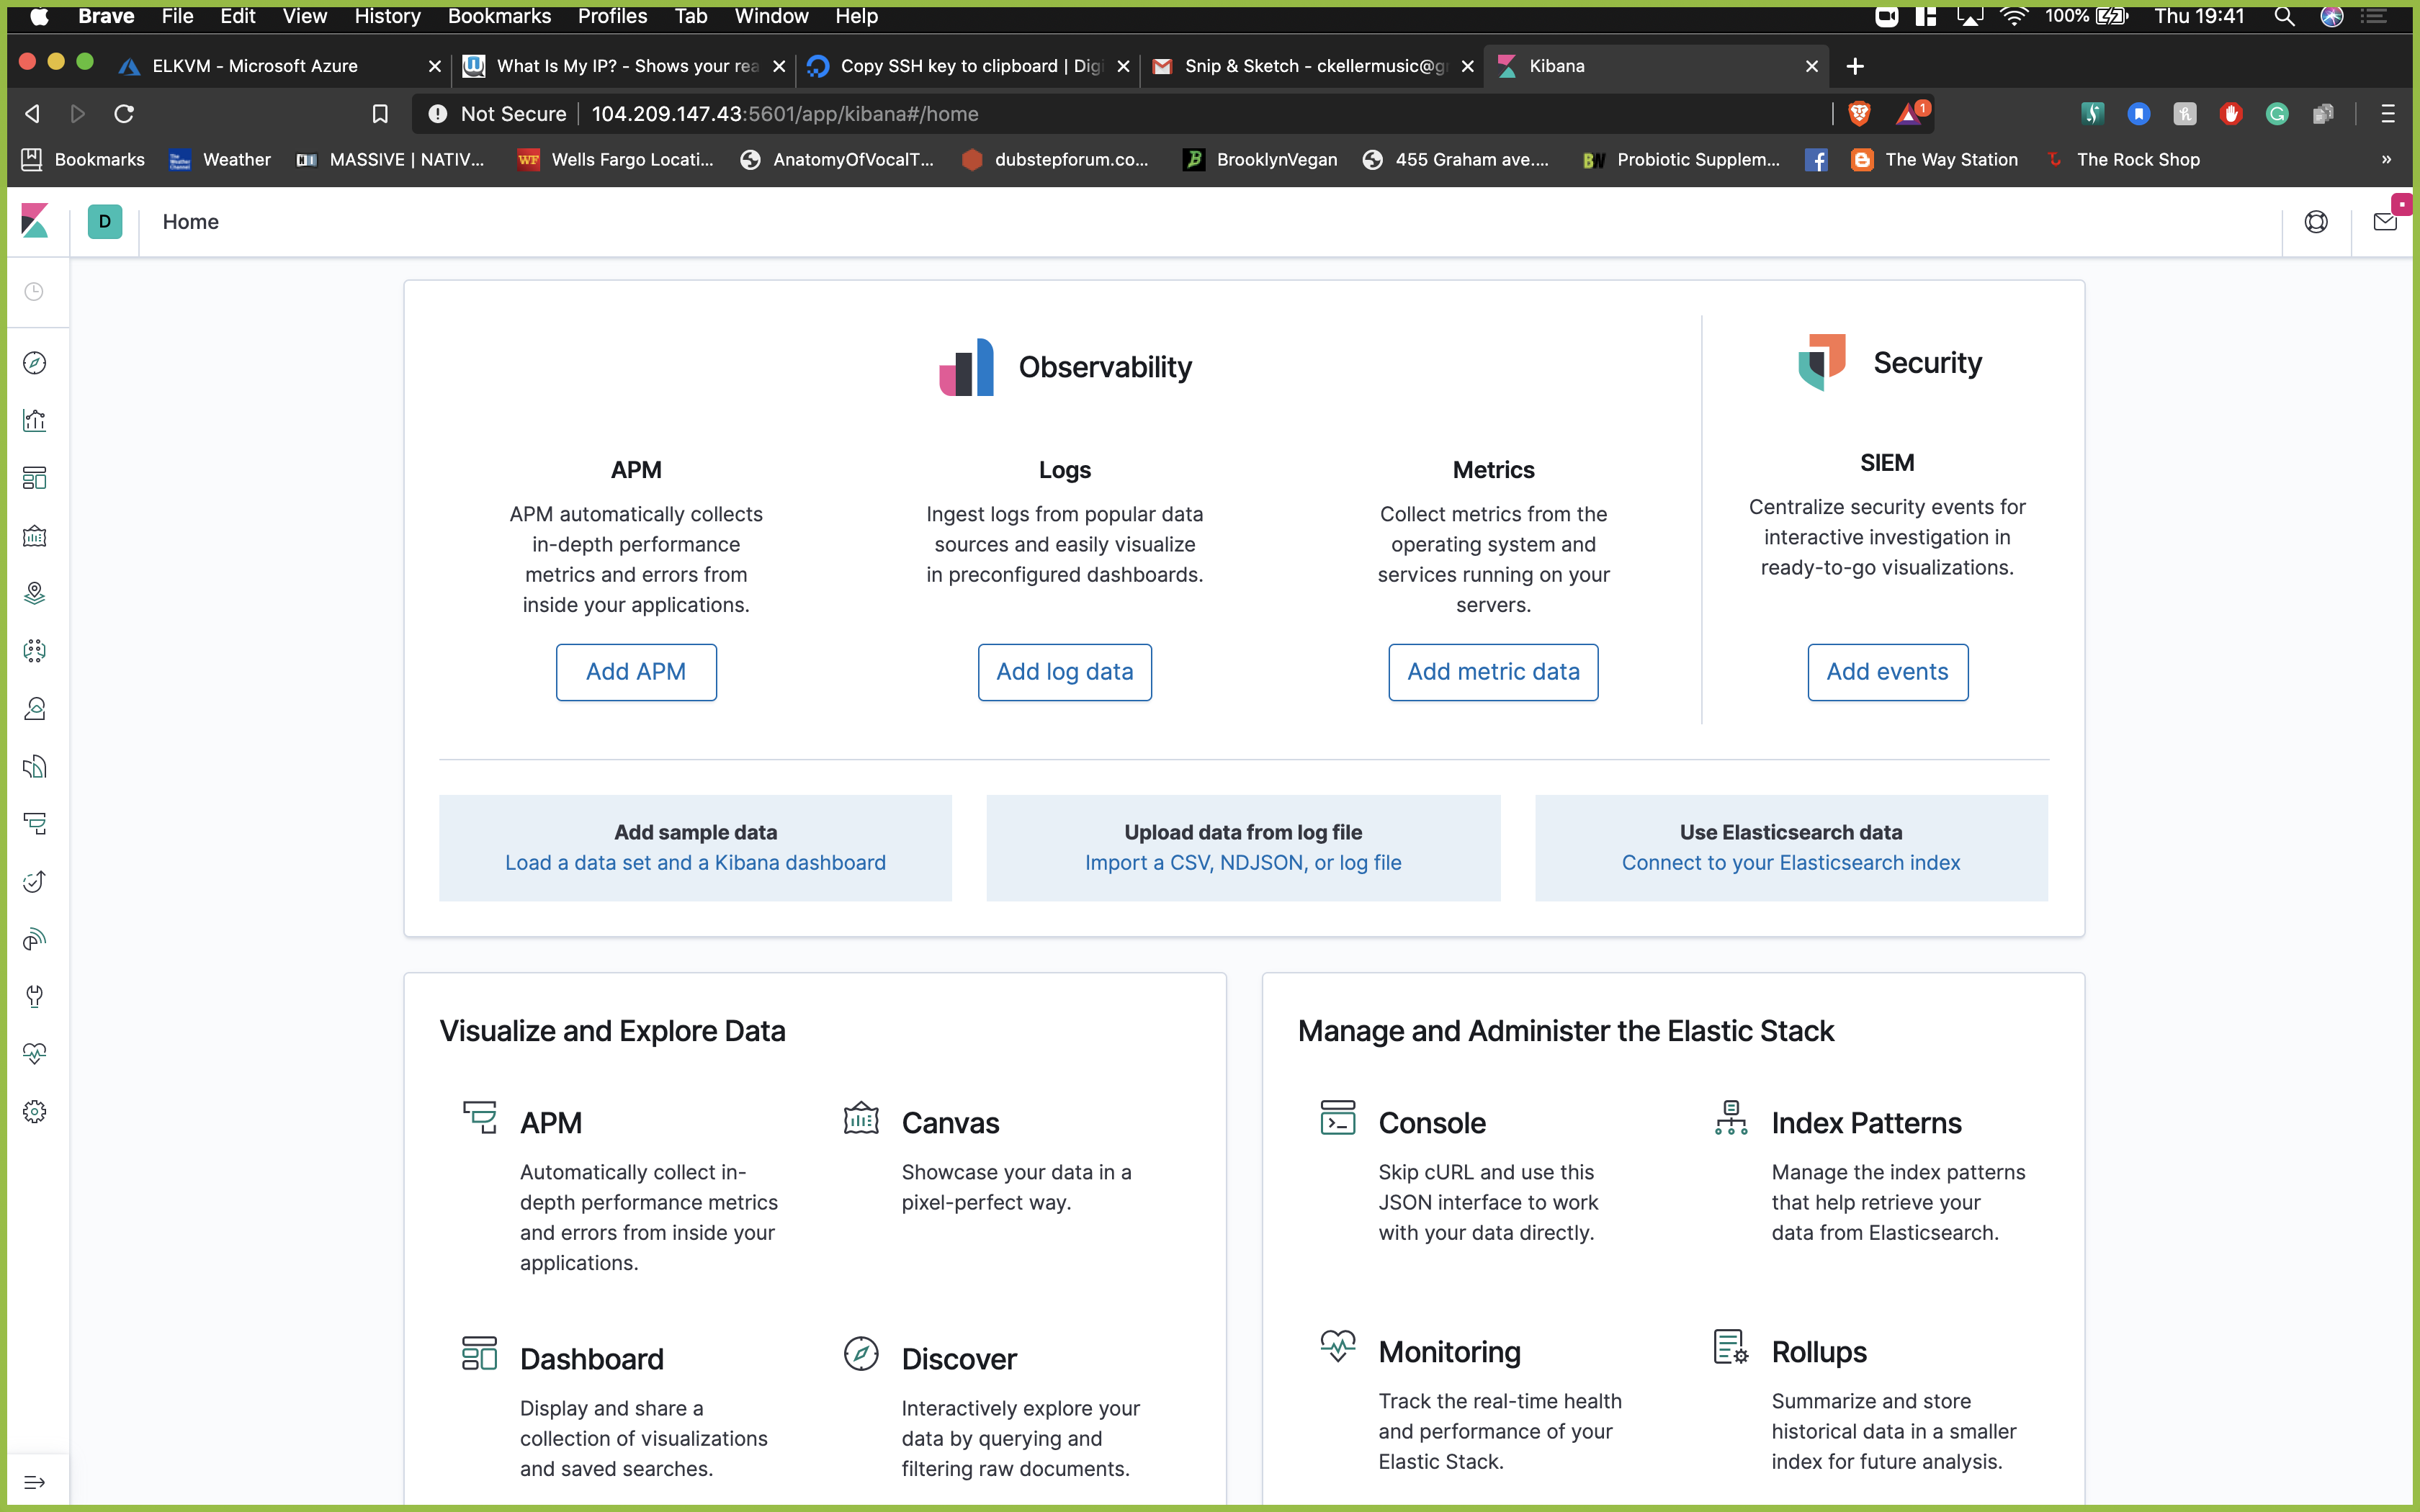 Brave File Edit View History Bookmarks Profiles Tab Window Help 100% Thu 19:41
ELKVM - Microsoft Azure What Is My IP? - Shows your rea Copy SSH key to clipboard | Digi Snip & Sketch - ckellermusic@g Kibana
Not Secure 104.209.147.43:5601/app/kibana#/home 1
Bookmarks Weather MASSIVE | NATIV... WF Wells Fargo Locati... AnatomyOfVocalT... dubstepforum.co... BrooklynVegan 455 Graham ave.... BW Probiotic Supplem... The Way Station The Rock Shop »
D Home
Observability
Security
APM
APM automatically collects
in-depth performance
metrics and errors from
inside your applications.
Add APM
Logs
Ingest logs from popular data
sources and easily visualize
in preconfigured dashboards.
Add log data
Metrics
Collect metrics from the
operating system and
services running on your
servers.
Add metric data
SIEM
Centralize security events for
interactive investigation in
ready-to-go visualizations.
Add events
Add sample data
Load a data set and a Kibana dashboard
Upload data from log file
Import a CSV, NDJSON, or log file
Use Elasticsearch data
Connect to your Elasticsearch index
Visualize and Explore Data
APM
Automatically collect in-
depth performance metrics
and errors from inside your
applications.
Canvas
Showcase your data in a
pixel-perfect way.
Dashboard
Display and share a
collection of visualizations
and saved searches.
Discover
Interactively explore your
data by querying and
filtering raw documents.
Manage and Administer the Elastic Stack
Console
Skip cURL and use this
JSON interface to work
with your data directly.
Index Patterns
Manage the index patterns
that help retrieve your
data from Elasticsearch.
Monitoring
Track the real-time health
and performance of your
Elastic Stack.
Rollups
Summarize and store
historical data in a smaller
index for future analysis.